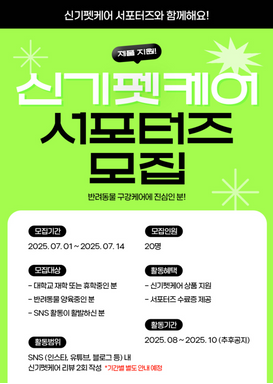 신기펫케어 서포터즈와 함께해요!
제품 지원!
신기펫케어
서포터즈
모집
반려동물 구강케어에 진심인 분!
모집기간
2025. 07. 01 ~ 2025. 07. 14
모집인원
20명
모집대상
- 대학교 재학 또는 휴학중인 분
- 반려동물 양육중인 분
- SNS 활동이 활발하신 분
활동혜택
- 신기펫케어 상품 지원
- 서포터즈 수료증 제공
활동기간
2025. 08 ~ 2025. 10 (추후공지)
활동범위
SNS (인스타, 유튜브, 블로그 등) 내
신기펫케어 리뷰 2회 작성 *기간별 별도 안내 예정